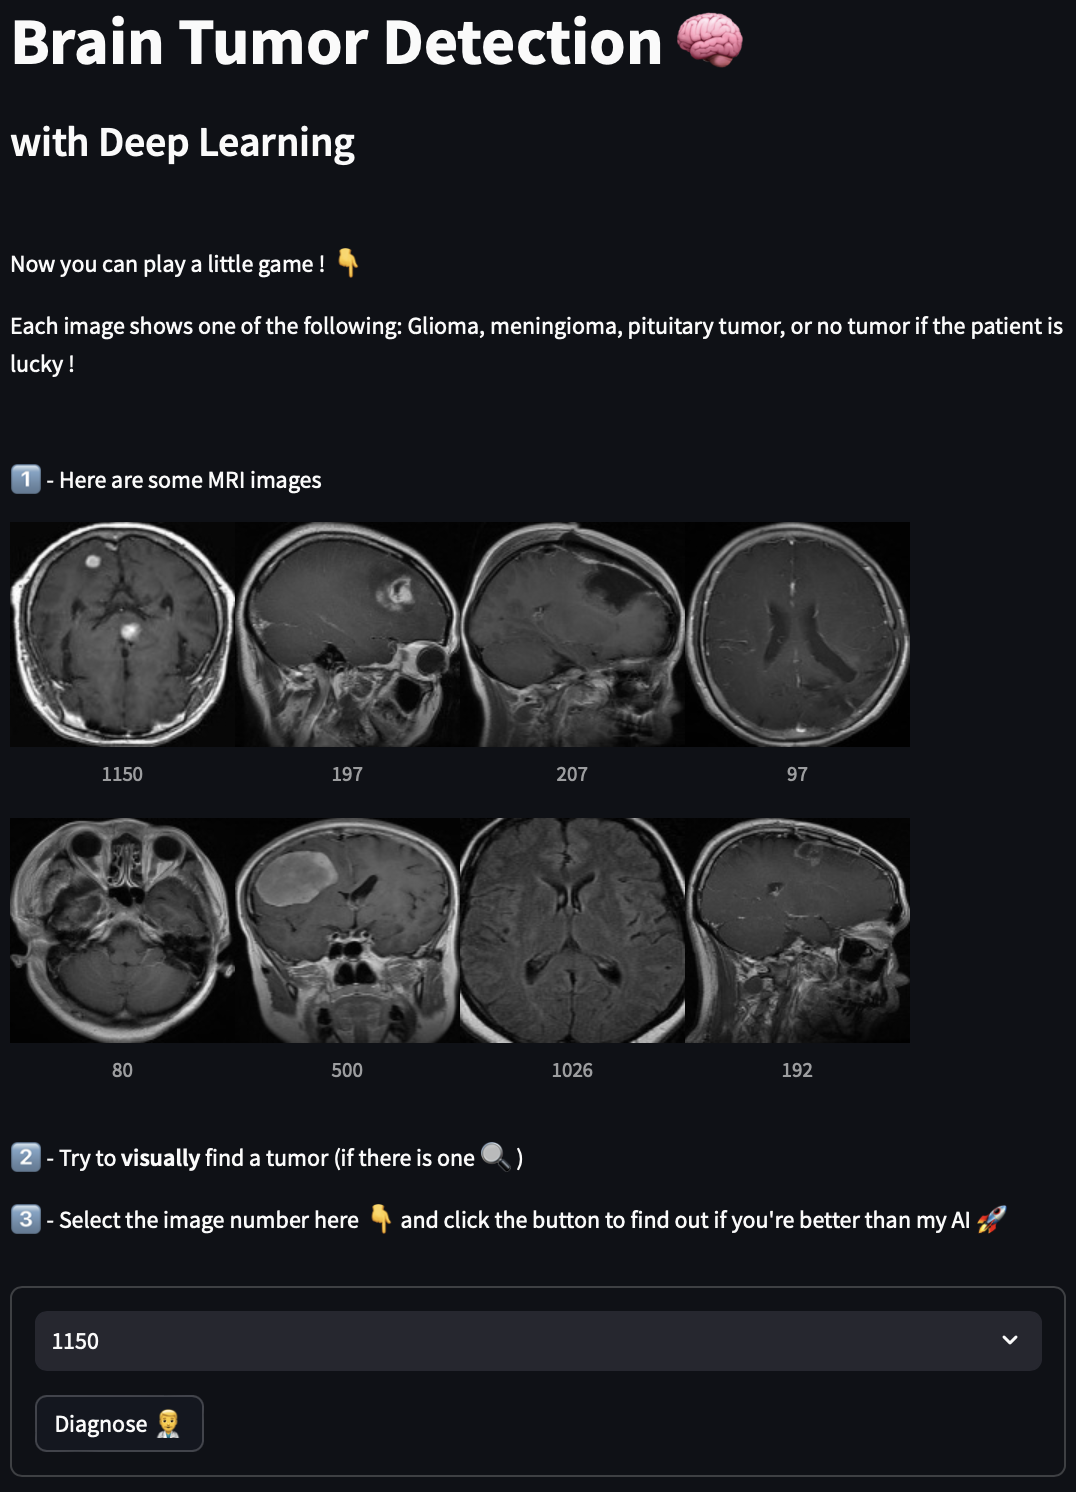 Brain Tumor Detection 🧠
with Deep Learning
Now you can play a little game ! 👇
Each image shows one of the following: Glioma, meningioma, pituitary tumor, or no tumor if the patient is
lucky !
1️⃣ - Here are some MRI images
1150 197 207 97
80 500 1026 192
2️⃣ - Try to visually find a tumor (if there is one 🔍 )
3️⃣ - Select the image number here 👇 and click the button to find out if you're better than my AI 🚀
1150
Diagnose 👨‍⚕️